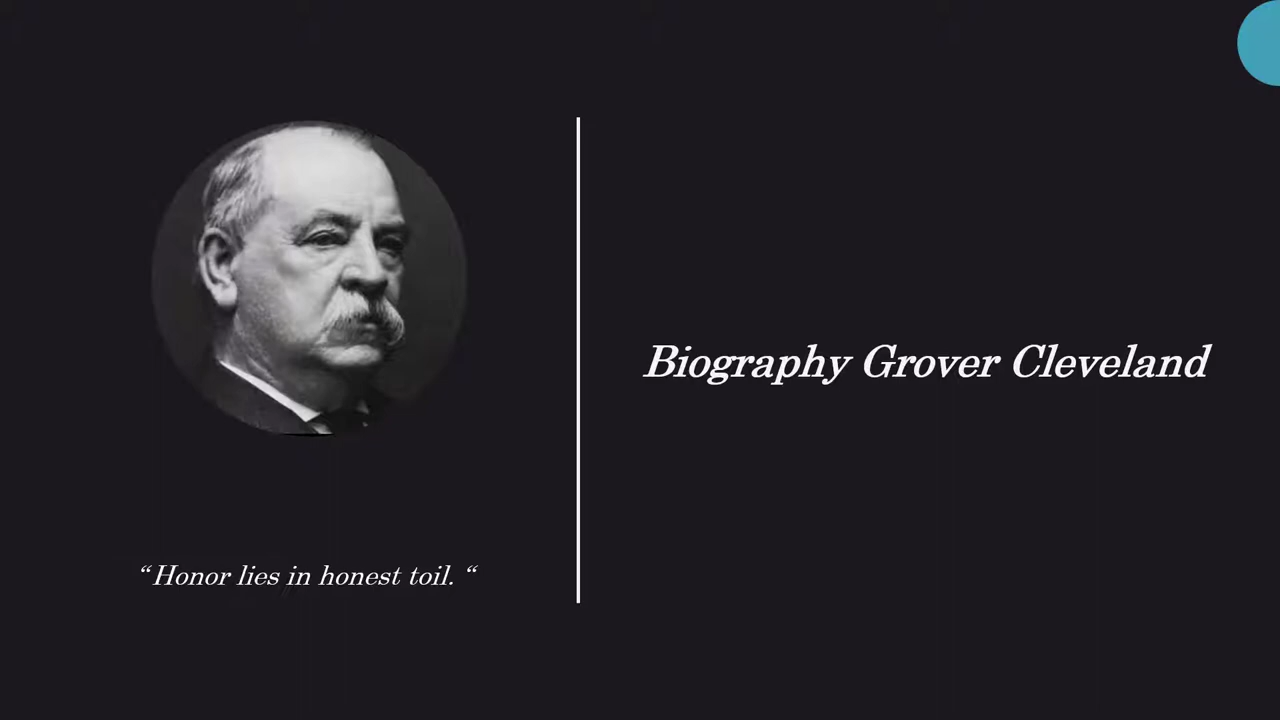 Biography Grover Cleveland
“Honor lies in honest toil. “